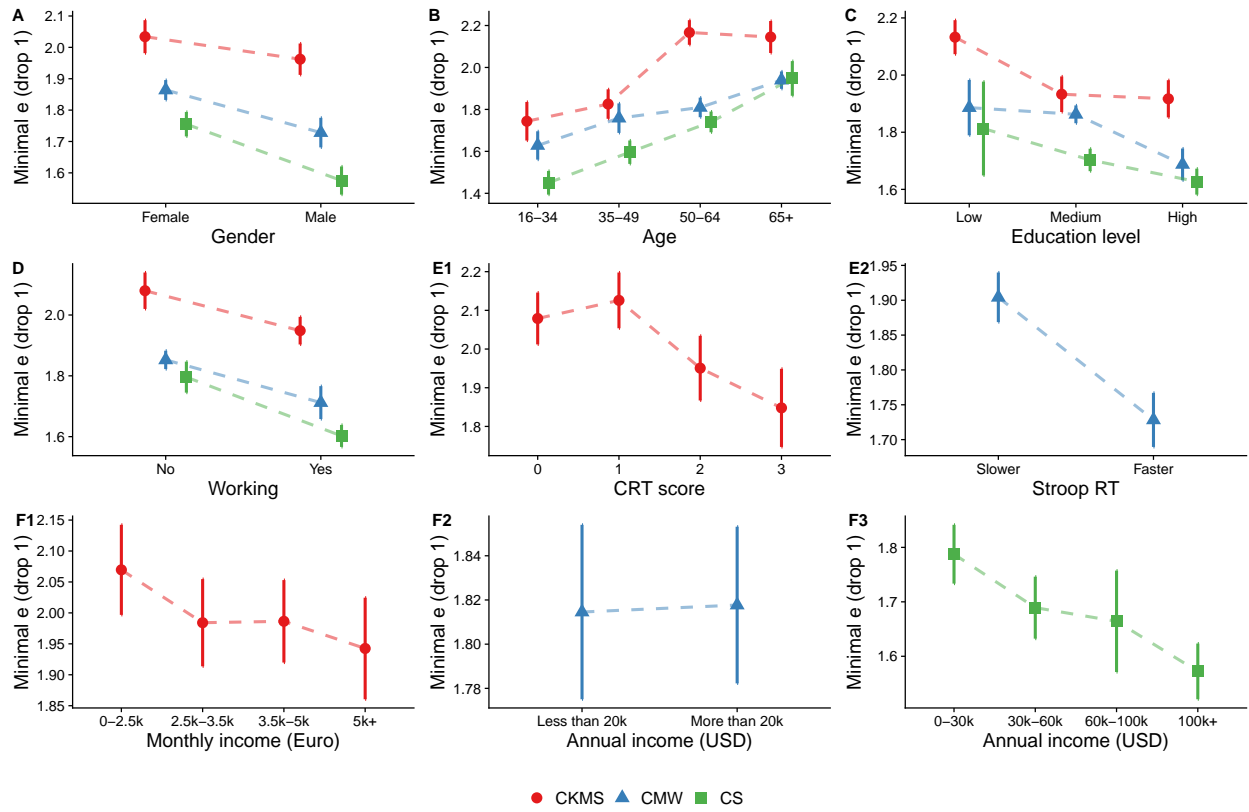 A
B
C
Minimal e (drop 1)
2.1
2.0
1.9
1.8
1.7
1.6
Female
Male
Gender
Minimal e (drop 1)
2.2
2.0
1.8
1.6
1.4
16–34
35–49
50–64
65+
Age
Minimal e (drop 1)
2.2
2.0
1.8
1.6
Low
Medium
High
Education level
D
E1
E2
Minimal e (drop 1)
2.0
1.8
1.6
No
Yes
Working
Minimal e (drop 1)
2.2
2.1
2.0
1.9
1.8
0
1
2
3
CRT score
Minimal e (drop 1)
1.95
1.90
1.85
1.80
1.75
1.70
Slower
Faster
Stroop RT
F1
F2
F3
Minimal e (drop 1)
2.15
2.10
2.05
2.00
1.95
1.90
1.85
0–2.5k
2.5k–3.5k
3.5k–5k
5k+
Monthly income (Euro)
Minimal e (drop 1)
1.84
1.82
1.80
1.78
Less than 20k
More than 20k
Annual income (USD)
Minimal e (drop 1)
1.8
1.7
1.6
0–30k
30k–60k
60k–100k
100k+
Annual income (USD)
CKMS CMW CS